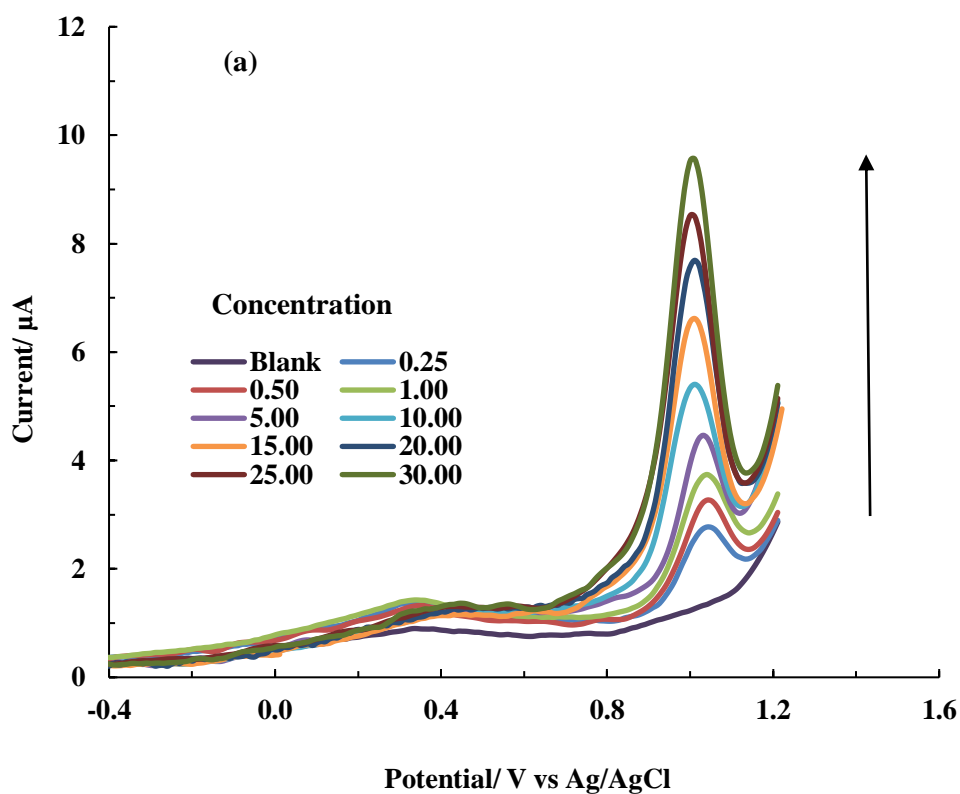 12
(a)
10
8
6
4
2
0
Current/ µA
Concentration
Blank 0.25
0.50 1.00
5.00 10.00
15.00 20.00
25.00 30.00
-0.4 0.0 0.4 0.8 1.2 1.6
Potential/ V vs Ag/AgCl